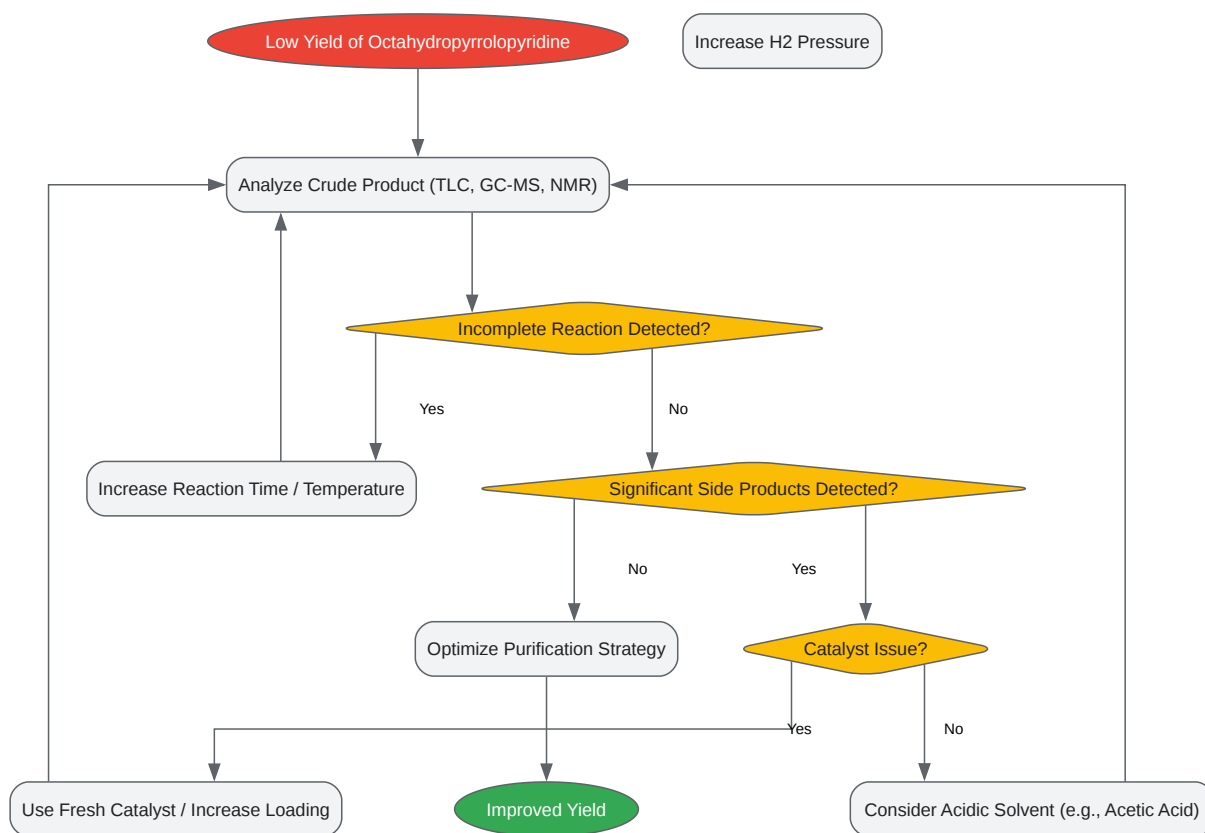 Low Yield of Octahydropyrrolopyridine
Increase H2 Pressure
Analyze Crude Product (TLC, GC-MS, NMR)
Incomplete Reaction Detected?
Yes
No
Increase Reaction Time / Temperature
Significant Side Products Detected?
No
Yes
Optimize Purification Strategy
Catalyst Issue?
Yes
No
Use Fresh Catalyst / Increase Loading
Improved Yield
Consider Acidic Solvent (e.g., Acetic Acid)